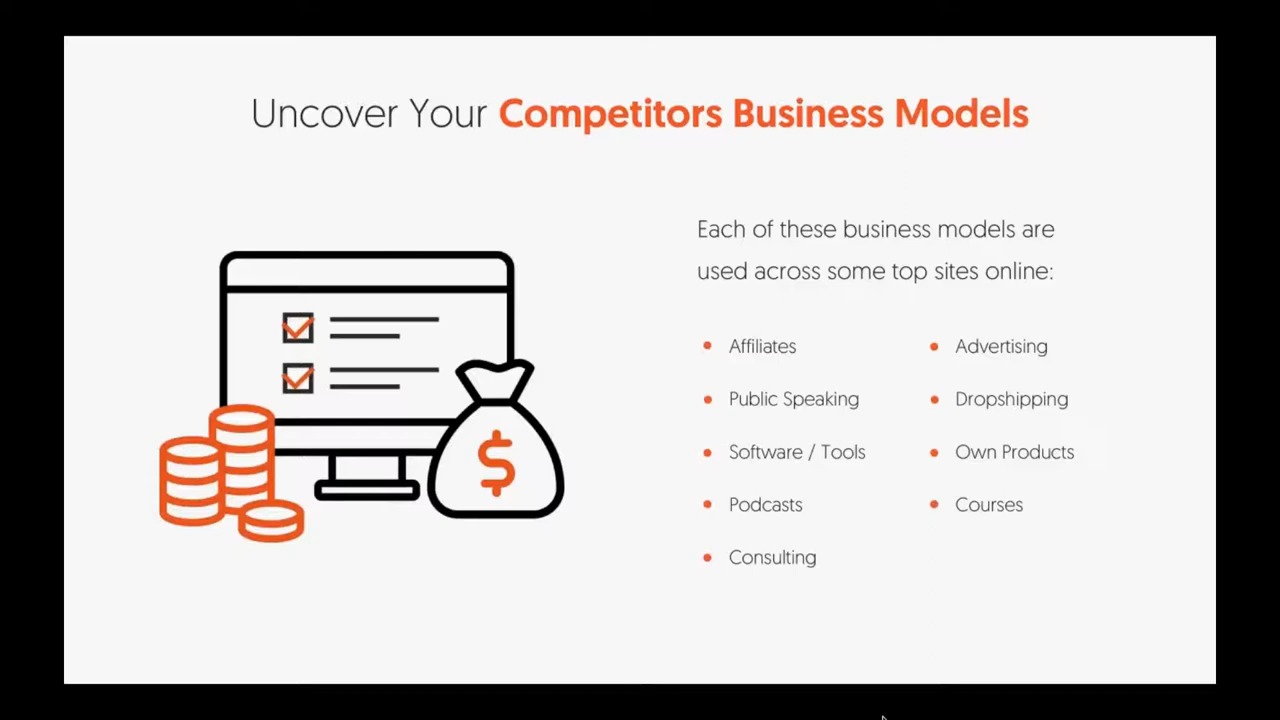 Uncover Your Competitors Business Models
Each of these business models are
used across some top sites online:
Affiliates
Public Speaking
Software / Tools
Podcasts
Consulting
Advertising
Dropshipping
Own Products
Courses
$